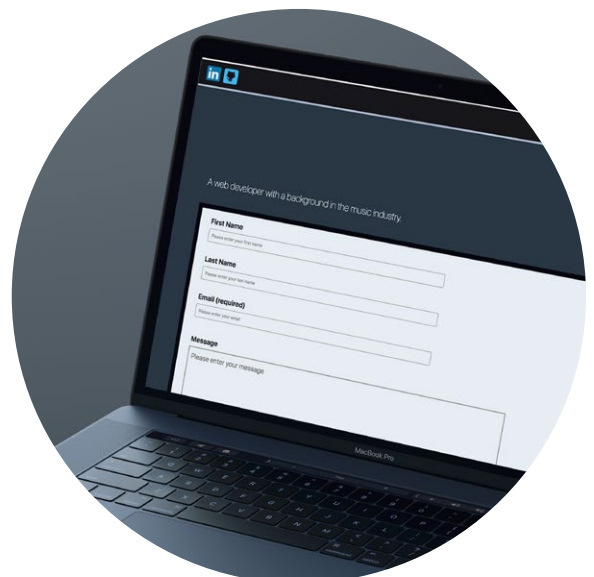 in
A web developer with a background in the music industry.
First Name
Please enter your first name
Last Name
Please enter your last name
Email (required)
Please enter your email
Message
Please enter your message
MacBook Pro